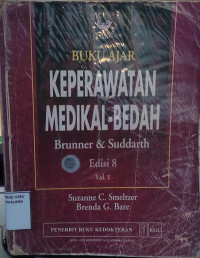 BUKU AJAR
KEPERAWATAN
MEDIKAL-BEDAH
Brunner & Suddarth
Edisi 8
Vol. 1
Suzanne C. Smeltzer
Brenda G. Bare
PENERBIT BUKU KEDOKTERAN
EGC